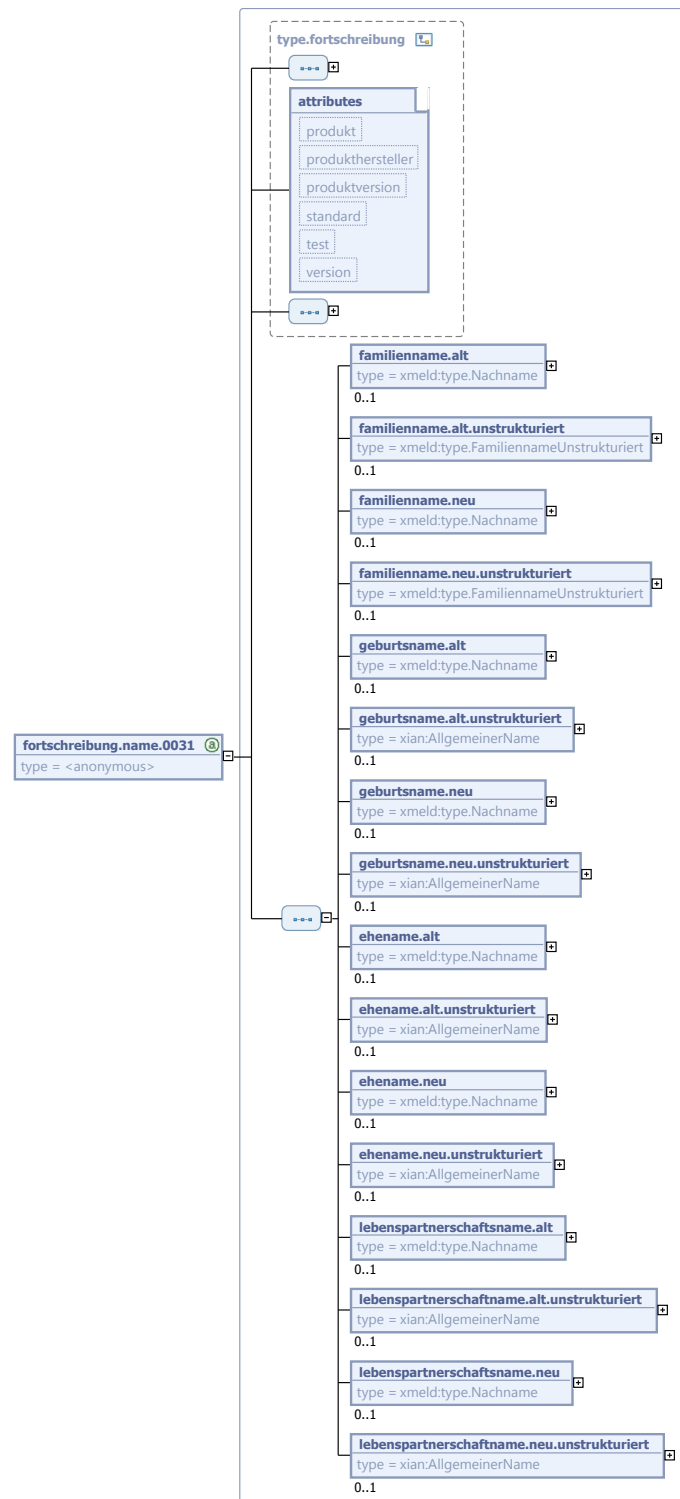 type.fortschreibung
attributes
produkt
produkthersteller
produktversion
standard
test
version
familienname.alt
type = xmeld:type.Nachname
0..1
familienname.alt.unstrukturiert
type = xmeld:type.FamiliennameUnstrukturiert
0..1
familienname.neu
type = xmeld:type.Nachname
0..1
familienname.neu.unstrukturiert
type = xmeld:type.FamiliennameUnstrukturiert
0..1
geburtsname.alt
type = xmeld:type.Nachname
0..1
geburtsname.alt.unstrukturiert
type = xian:AllgemeinerName
0..1
fortschreibung.name.0031 a
type = <anonymous>
geburtsname.neu
type = xmeld:type.Nachname
0..1
geburtsname.neu.unstrukturiert
type = xian:AllgemeinerName
0..1
ehename.alt
type = xmeld:type.Nachname
0..1
ehename.alt.unstrukturiert
type = xian:AllgemeinerName
0..1
ehename.neu
type = xmeld:type.Nachname
0..1
ehename.neu.unstrukturiert
type = xian:AllgemeinerName
0..1
lebenspartnerschaftsname.alt
type = xmeld:type.Nachname
0..1
lebenspartnerschaftname.alt.unstrukturiert
type = xian:AllgemeinerName
0..1
lebenspartnerschaftsname.neu
type = xmeld:type.Nachname
0..1
lebenspartnerschaftname.neu.unstrukturiert
type = xian:AllgemeinerName
0..1